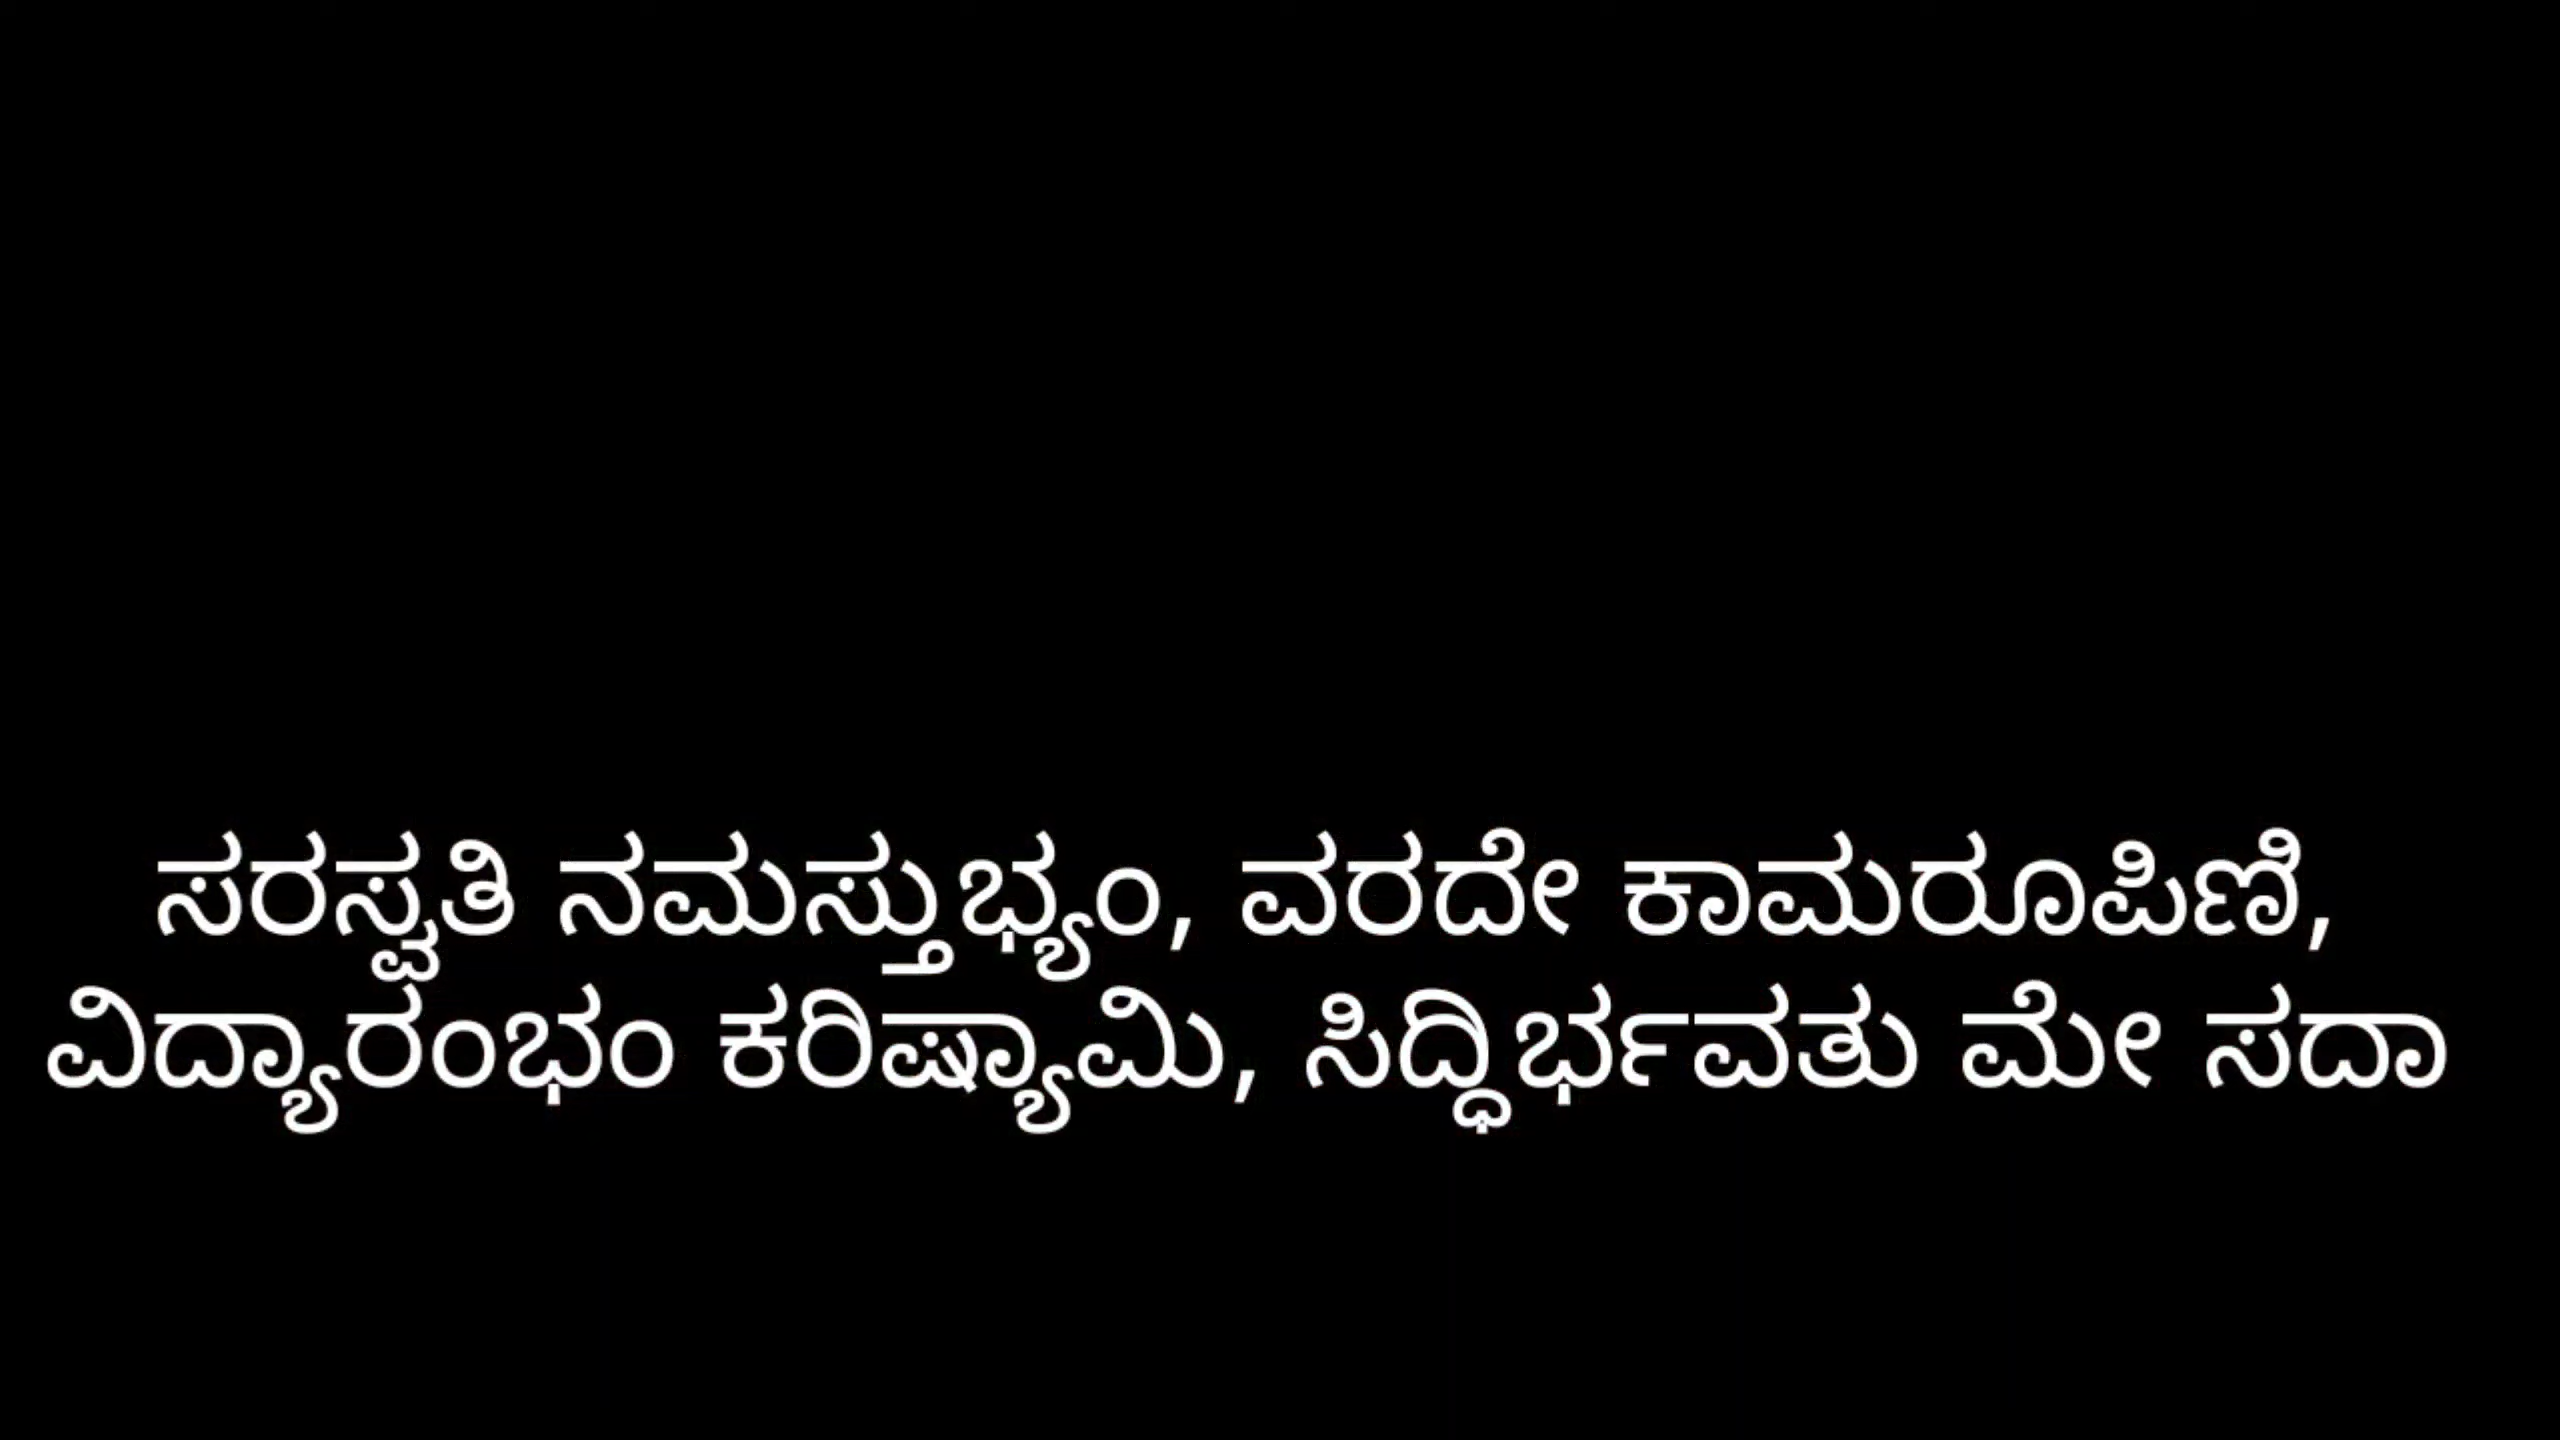 ಸರಸ್ವತಿ ನಮಸ್ತುಭ್ಯಂ, ವರದೇ ಕಾಮರೂಪಿಣಿ,
ವಿದ್ಯಾರಂಭಂ ಕರಿಷ್ಯಾಮಿ, ಸಿದ್ಧಿರ್ಭವತು ಮೇ ಸದಾ